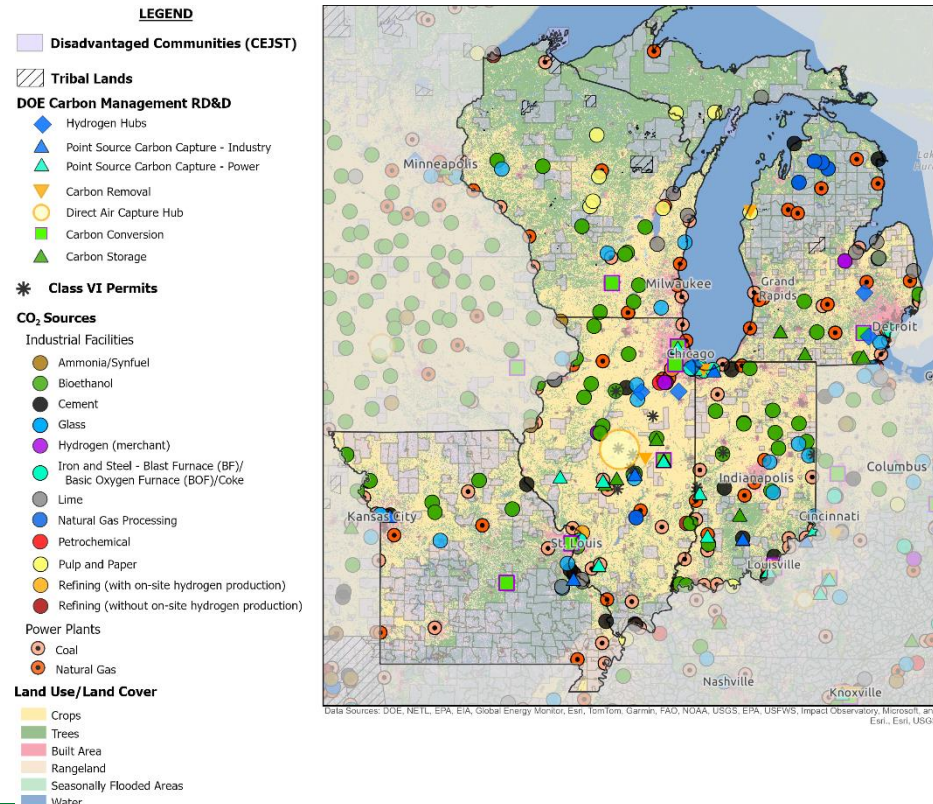 LEGEND
Disadvantaged Communities (CEJST)
Tribal Lands
DOE Carbon Management RD&D
Hydrogen Hubs
Point Source Carbon Capture - Industry
Point Source Carbon Capture - Power
Carbon Removal
Direct Air Capture Hub
Carbon Conversion
Carbon Storage
Class VI Permits
CO₂ Sources
Industrial Facilities
Ammonia/Synfuel
Bioethanol
Cement
Glass
Hydrogen (merchant)
Iron and Steel - Blast Furnace (BF)/
Basic Oxygen Furnace (BOF)/Coke
Lime
Natural Gas Processing
Petrochemical
Pulp and Paper
Refining (with on-site hydrogen production)
Refining (without on-site hydrogen production)
Power Plants
Coal
Natural Gas
Land Use/Land Cover
Crops
Trees
Built Area
Rangeland
Seasonally Flooded Areas
Water
Minneapolis
Milwaukee
Grand
Rapids
Detroit
Chicago
Indianapolis
Columbus
Kansas City
St. Louis
Cincinnati
Louisville
Nashville
Knoxville
Data Sources: DOE, NETL, EPA, EIA, Global Energy Monitor, Esri, TomTom, Garmin, FAO, NOAA, USGS, EPA, USFWS, Impact Observatory, Microsoft, an
Esri., Esri, USG